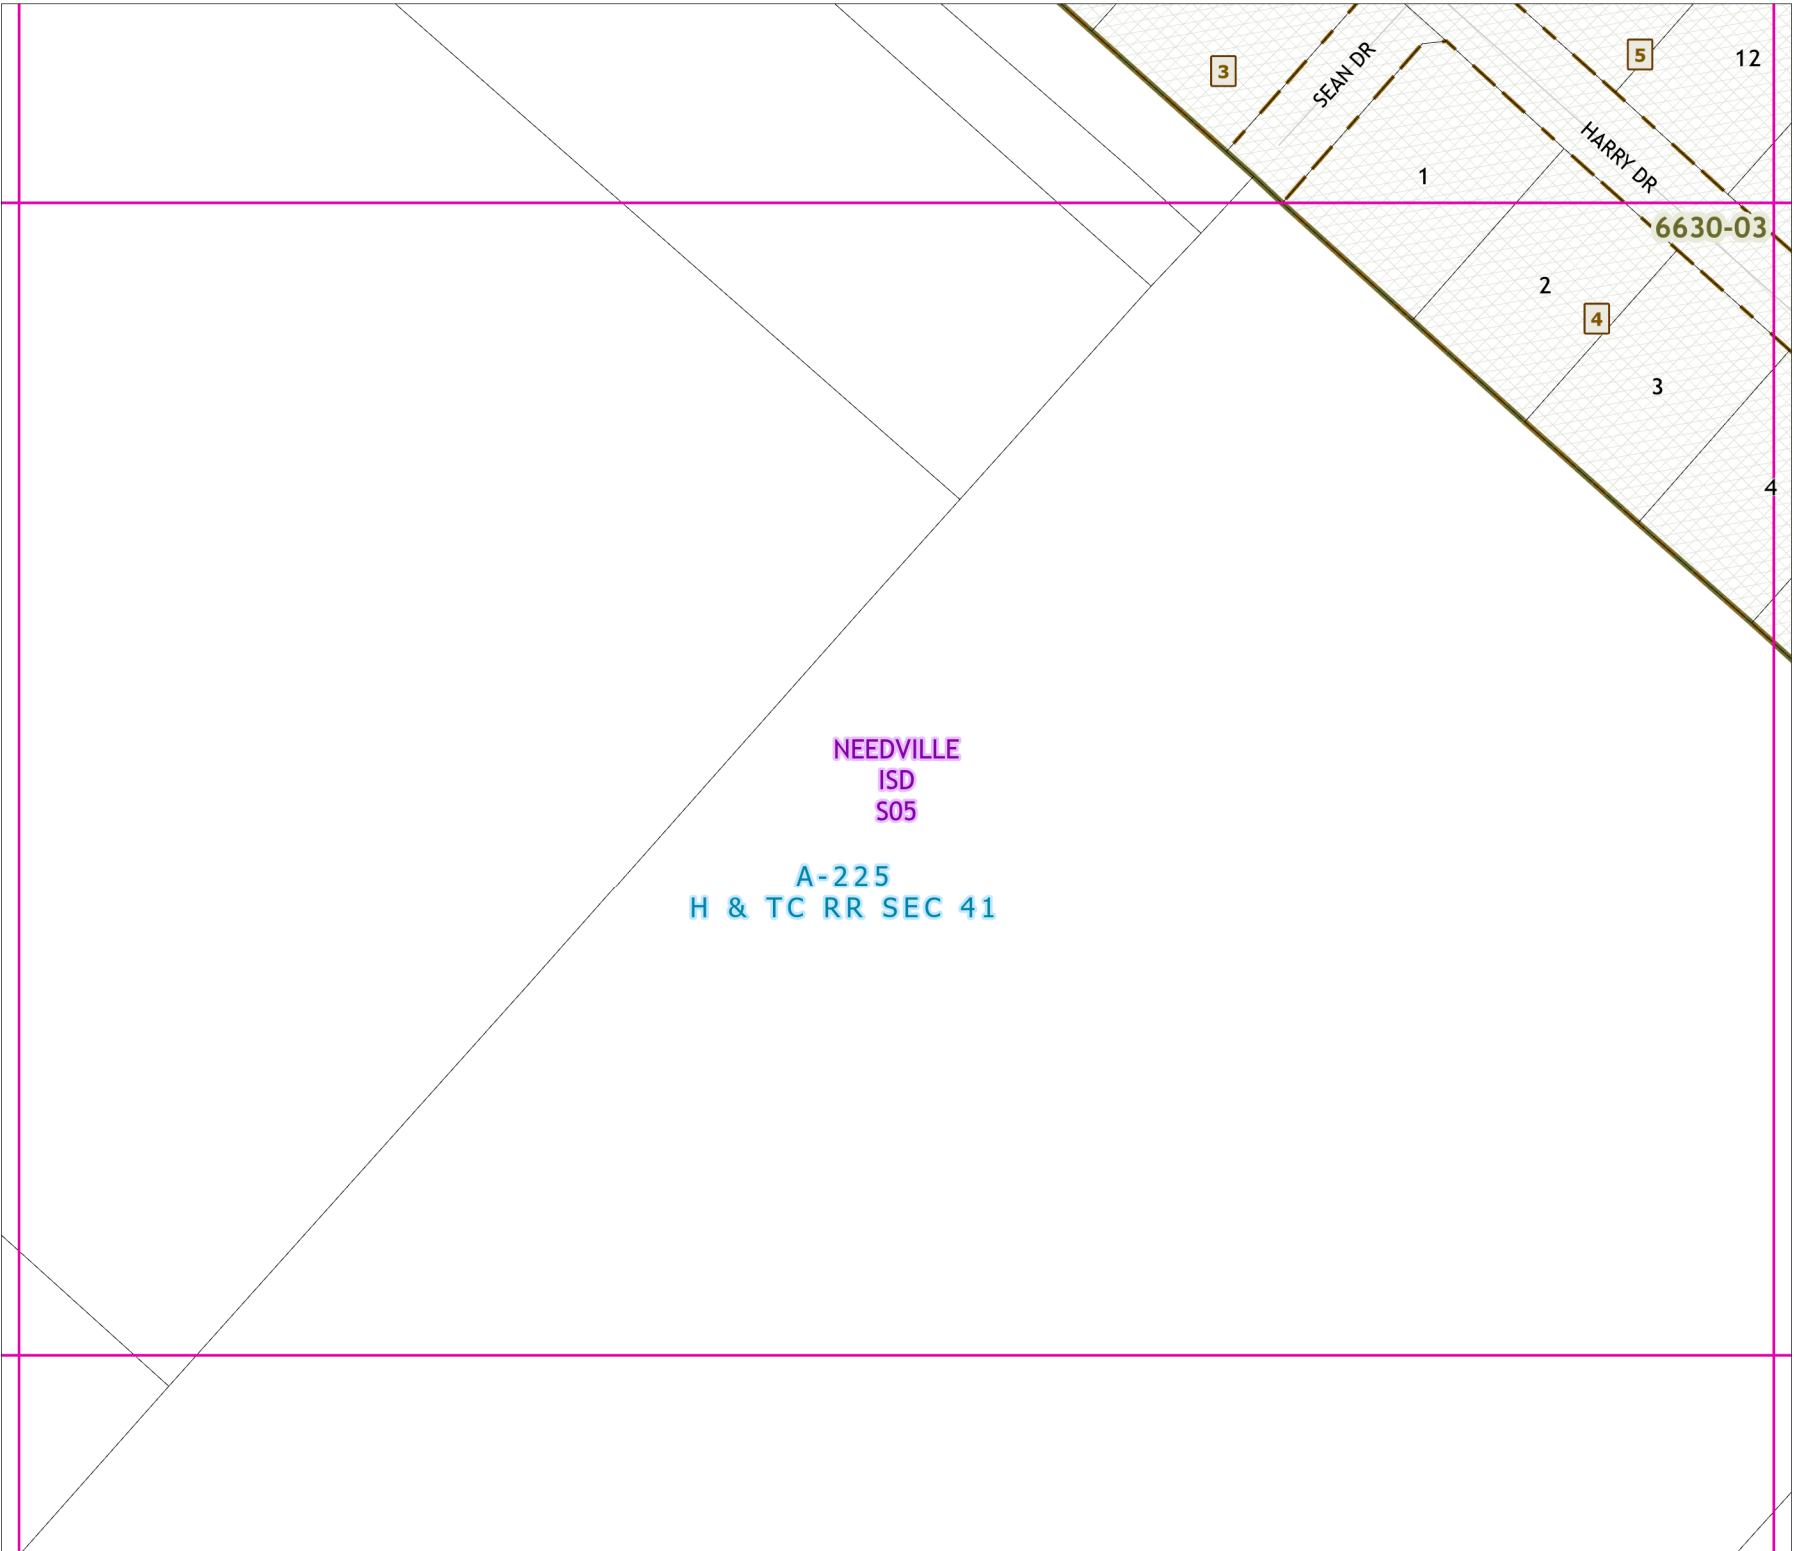 5
12
3
SEAN DR
HARRY DR
1
6630-03
2
4
3
4
NEEDVILLE
ISD
S05
A-225
H & TC RR SEC 41